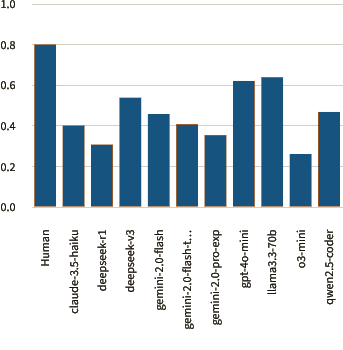 1.0
0.8
0.6
0.4
0.2
0.0
Human
claude-3.5-haiku
deepseek-r1
deepseek-v3
gemini-2.0-flash
gemini-2.0-flash-t...
gemini-2.0-pro-exp
gpt-4o-mini
llama3.3-70b
o3-mini
qwen2.5-coder